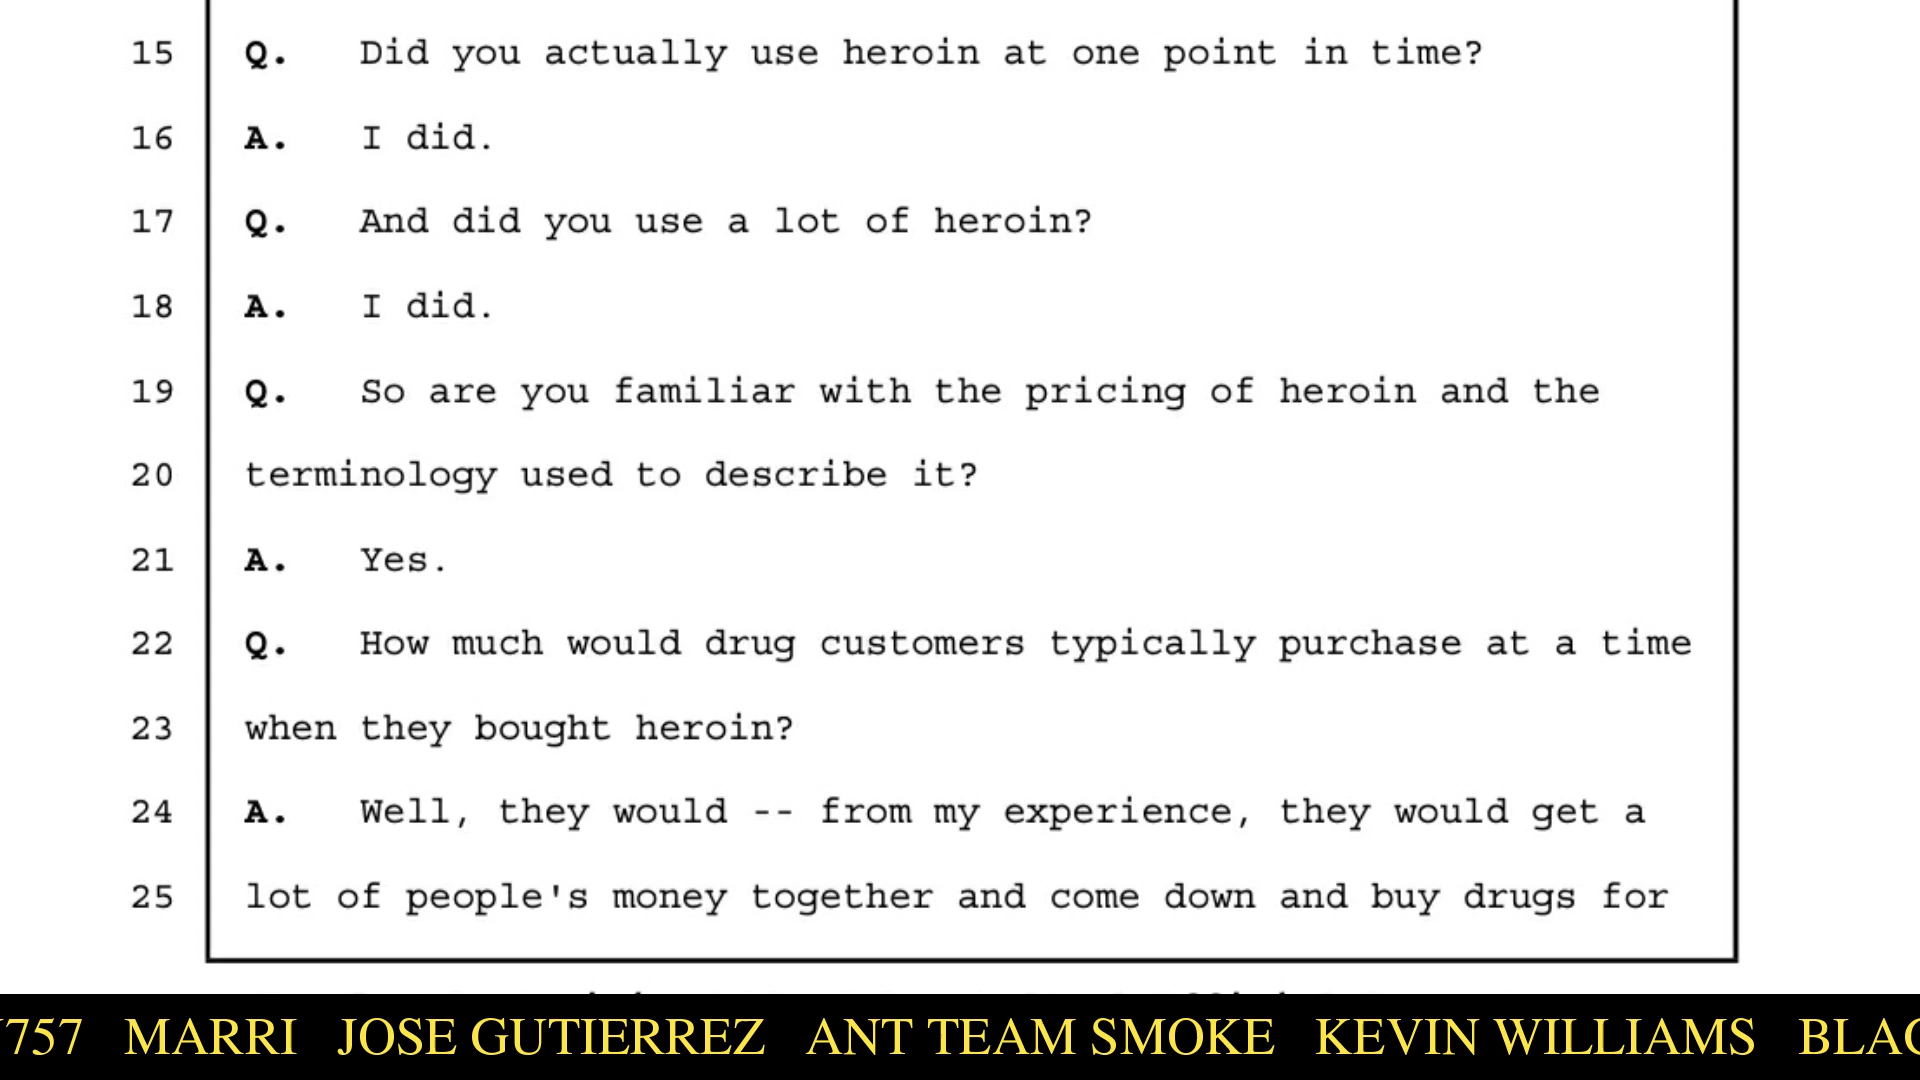 15 Q. Did you actually use heroin at one point in time?
16 A. I did.
17 Q. And did you use a lot of heroin?
18 A. I did.
19 Q. So are you familiar with the pricing of heroin and the
20 terminology used to describe it?
21 A. Yes.
22 Q. How much would drug customers typically purchase at a time
23 when they bought heroin?
24 A. Well, they would -- from my experience, they would get a
25 lot of people's money together and come down and buy drugs for
757 MARRI JOSE GUTIERREZ ANT TEAM SMOKE KEVIN WILLIAMS